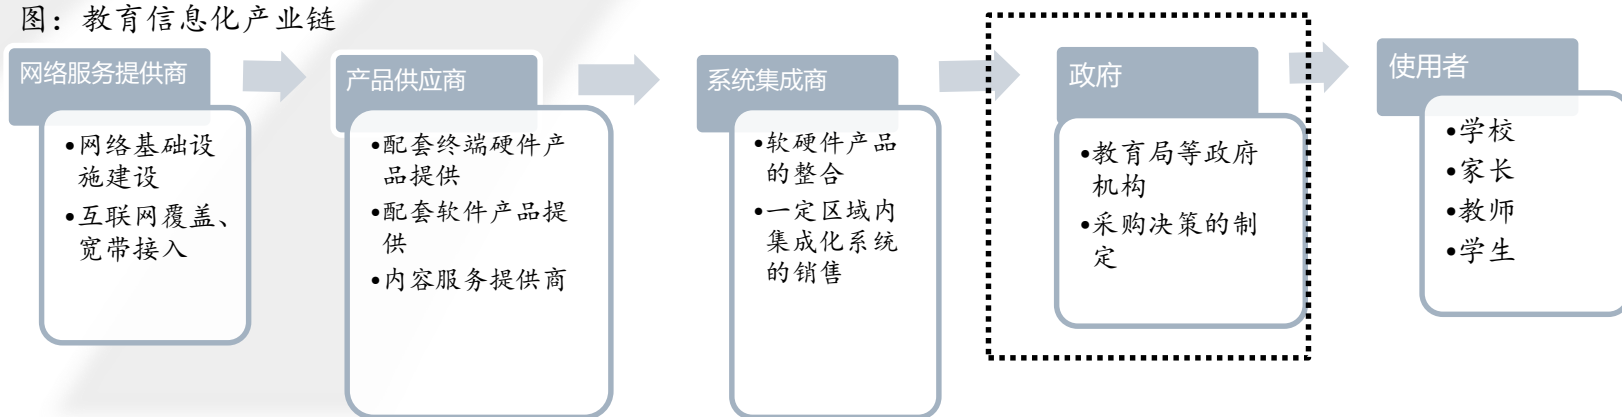 图：教育信息化产业链
网络服务提供商
•网络基础设
施建设
•互联网覆盖、
宽带接入
产品供应商
•配套终端硬件产
品提供
•配套软件产品提
供
•内容服务提供商
系统集成商
•软硬件产品
的整合
•一定区域内
集成化系统
的销售
政府
•教育局等政府
机构
•采购决策的制
定
使用者
•学校
•家长
•教师
•学生